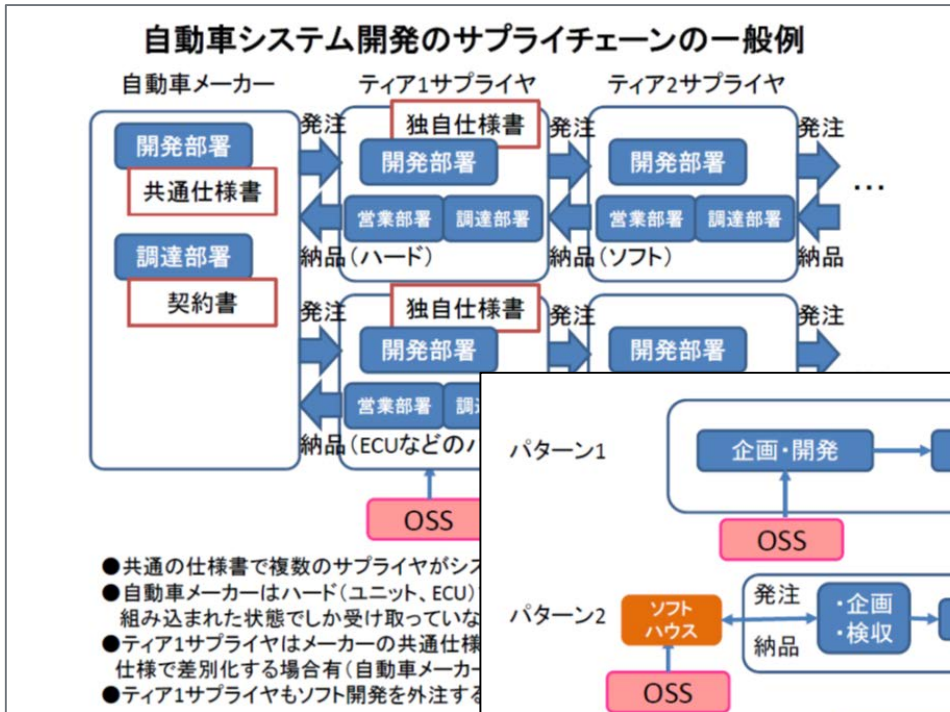 自動車システム開発のサプライチェーンの一般例
自動車メーカー
ティア1サプライヤ
ティア2サプライヤ
開発部署
共通仕様書
調達部署
契約書
発注
独自仕様書
開発部署
営業部署
調達部署
納品
(ハード)
発注
開発部署
営業部署
調達部署
納品
(ソフト)
発注
納品
…
発注
独自仕様書
開発部署
営業部署
納品
(ECUなどの
発注
開発部署
発注
OSS
●共通の仕様書で複数のサプライヤがシス
●自動車メーカーはハード(ユニット、ECU)
組み込まれた状態でしか受け取っていな
●ティア1サプライヤはメーカーの共通仕様
仕様で差別化する場合有(自動車メーカー
●ティア1サプライヤもソフト開発を外注する
パターン1
企画・開発
OSS
パターン2
ソフト
ハウス
発注
納品
・企画
・検収
OSS